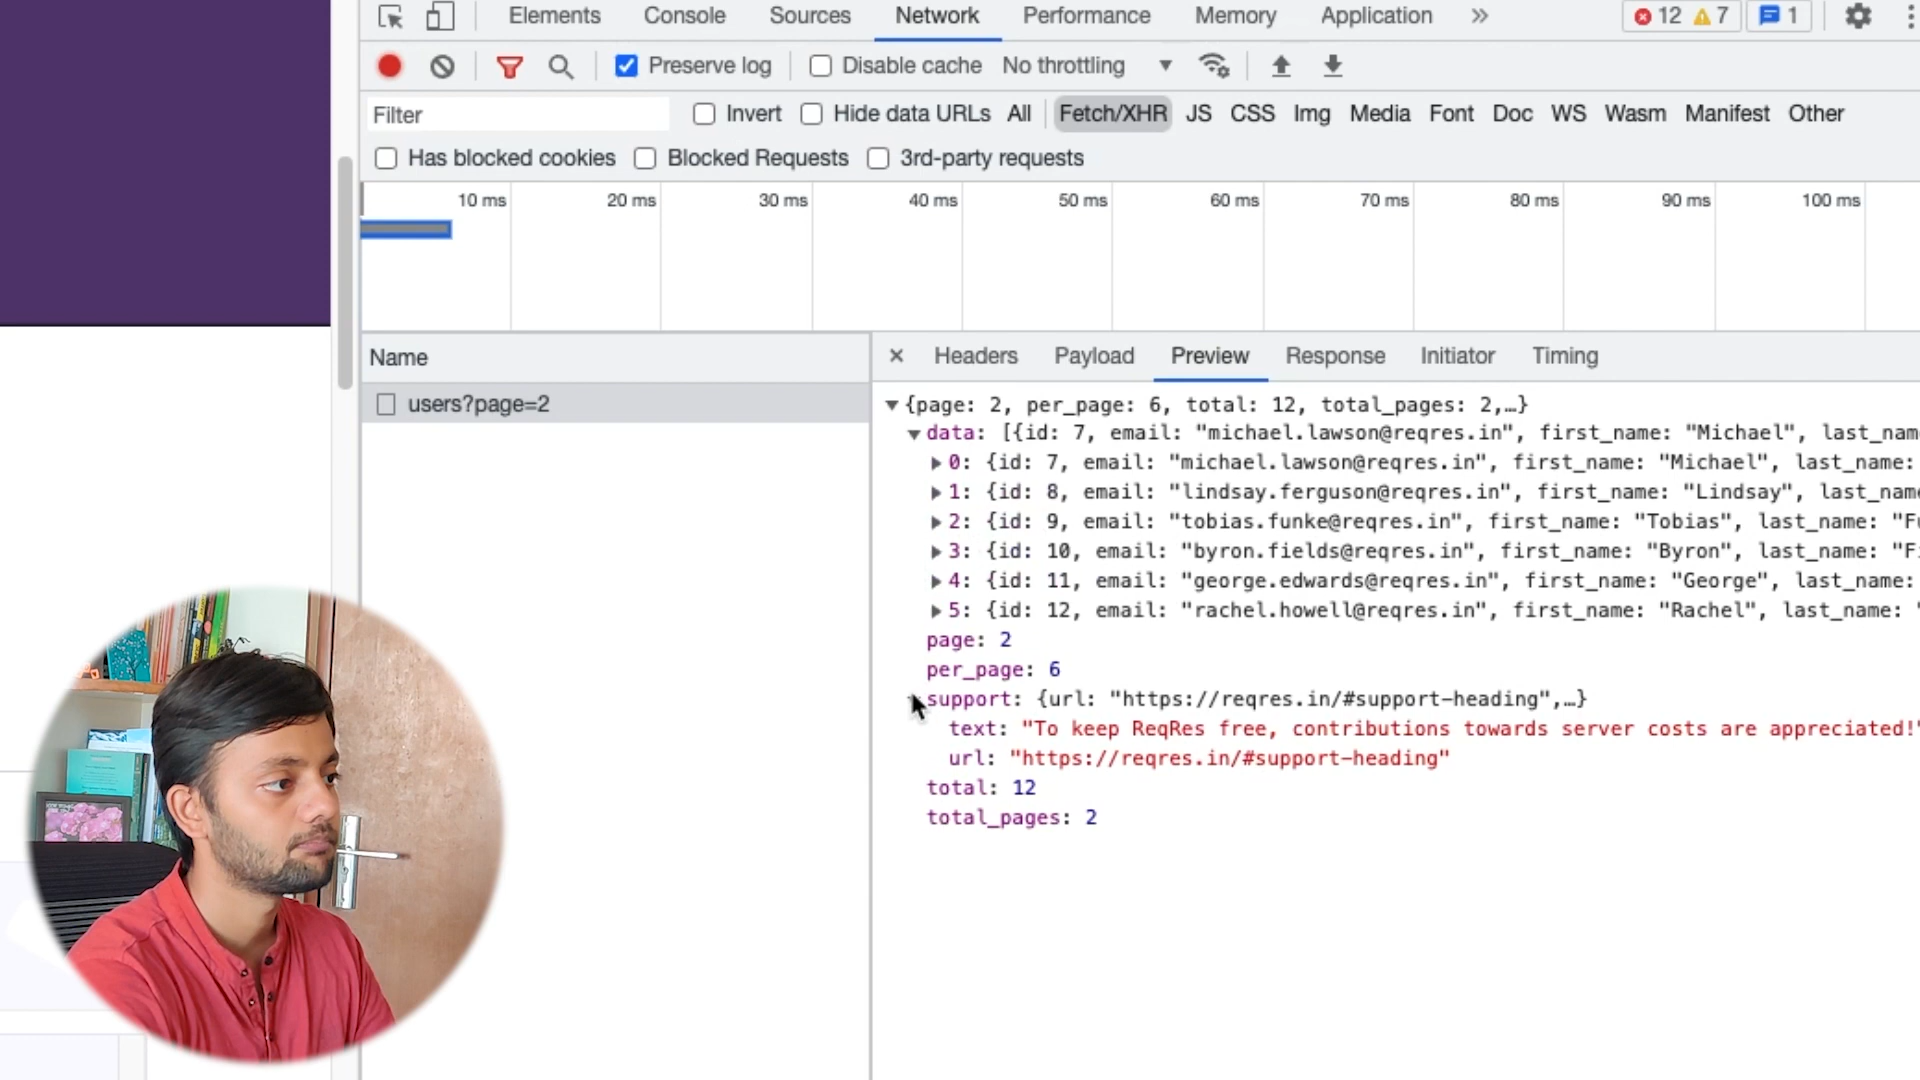 Elements Console Sources Network Performance Memory Application » 12 7 1
Preserve log Disable cache No throttling
Filter Invert Hide data URLs All Fetch/XHR JS CSS Img Media Font Doc WS Wasm Manifest Other
Has blocked cookies Blocked Requests 3rd-party requests
10 ms 20 ms 30 ms 40 ms 50 ms 60 ms 70 ms 80 ms 90 ms 100 ms
Name
users?page=2
× Headers Payload Preview Response Initiator Timing
{page: 2, per_page: 6, total: 12, total_pages: 2,…}
data: [{id: 7, email: "michael.lawson@reqres.in", first_name: "Michael", last_nam
0: {id: 7, email: "michael.lawson@reqres.in", first_name: "Michael", last_name:
1: {id: 8, email: "lindsay.ferguson@reqres.in", first_name: "Lindsay", last_name
2: {id: 9, email: "tobias.funke@reqres.in", first_name: "Tobias", last_name: "Fu
3: {id: 10, email: "byron.fields@reqres.in", first_name: "Byron", last_name: "Fi
4: {id: 11, email: "george.edwards@reqres.in", first_name: "George", last_name:
5: {id: 12, email: "rachel.howell@reqres.in", first_name: "Rachel", last_name: "
page: 2
per_page: 6
support: {url: "https://reqres.in/#support-heading",…}
text: "To keep ReqRes free, contributions towards server costs are appreciated!"
url: "https://reqres.in/#support-heading"
total: 12
total_pages: 2